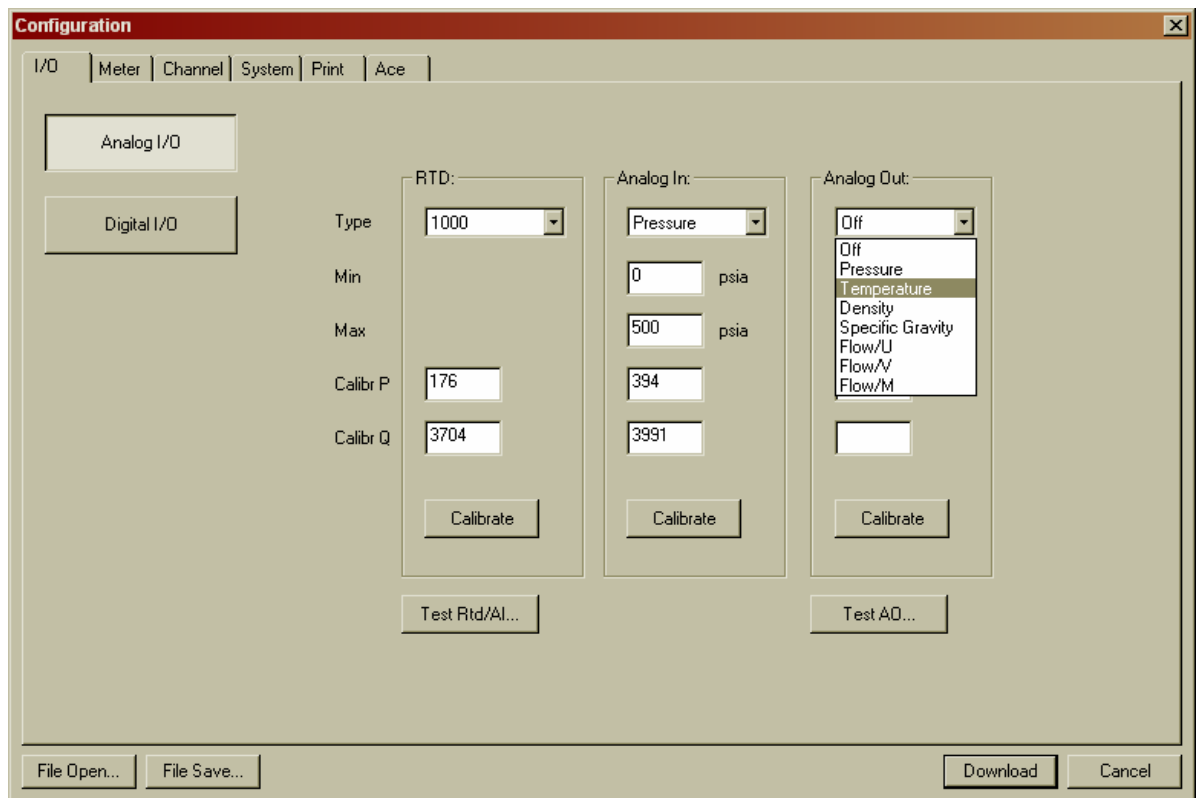 Configuration
I/O Meter Channel System Print Ace
Analog I/O
Digital I/O
RTD: Analog In: Analog Out:
Type 1000 Pressure Off
Off
Pressure
Temperature
Density
Specific Gravity
Flow/U
Flow/V
Flow/M
Min 0 psia
Max 500 psia
Calibr P 176 394
Calibr Q 3704 3991
Calibrate Calibrate Calibrate
Test Rtd/AI... Test AO...
File Open... File Save... Download Cancel